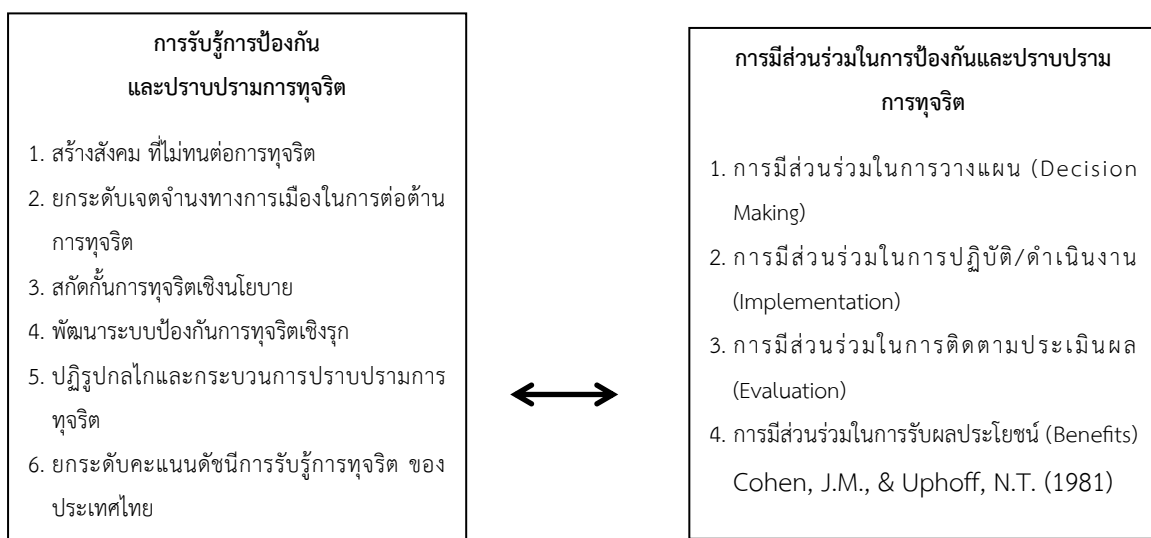 การรับรู้การป้องกัน
และปราบปรามการทุจริต
1. สร้างสังคม ที่ไม่ทนต่อการทุจริต
2. ยกระดับเจตจำนงทางการเมืองในการต่อต้าน
การทุจริต
3. สกัดกั้นการทุจริตเชิงนโยบาย
4. พัฒนาระบบป้องกันการทุจริตเชิงรุก
5. ปฏิรูปกลไกและกระบวนการปราบปรามการ
ทุจริต
6. ยกระดับคะแนนดัชนีการรับรู้การทุจริต ของ
ประเทศไทย
การมีส่วนร่วมในการป้องกันและปราบปราม
การทุจริต
1. การมีส่วนร่วมในการวางแผน (Decision
Making)
2. การมีส่วนร่วมในการปฏิบัติ/ดำเนินงาน
(Implementation)
3. การมีส่วนร่วมในการติดตามประเมินผล
(Evaluation)
4. การมีส่วนร่วมในการรับผลประโยชน์ (Benefits)
Cohen, J.M., & Uphoff, N.T. (1981)